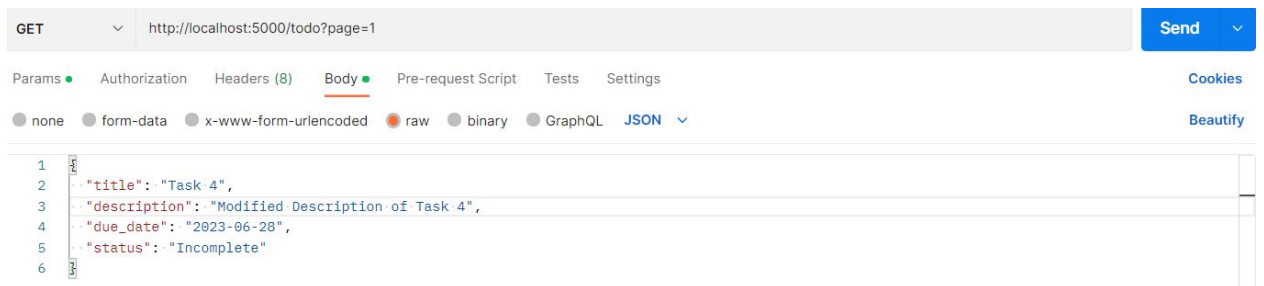 GET http://localhost:5000/todo?page=1 Send
Params Authorization Headers (8) Body Pre-request Script Tests Settings Cookies
none form-data x-www-form-urlencoded raw binary GraphQL JSON Beautify
1 {
2 "title": "Task 4",
3 "description": "Modified Description of Task 4",
4 "due_date": "2023-06-28",
5 "status": "Incomplete"
6 }